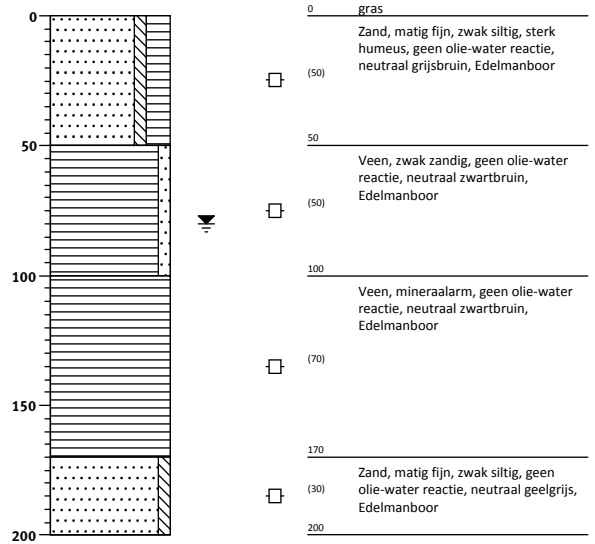 0
50
100
150
200
0
gras
Zand, matig fijn, zwak siltig, sterk
humeus, geen olie-water reactie,
neutraal grijsbruin, Edelmanboor
(50)
50
Veen, zwak zandig, geen olie-water
reactie, neutraal zwartbruin,
Edelmanboor
(50)
100
Veen, mineraalarm, geen olie-water
reactie, neutraal zwartbruin,
Edelmanboor
(70)
170
Zand, matig fijn, zwak siltig, geen
olie-water reactie, neutraal geelgrijs,
Edelmanboor
(30)
200